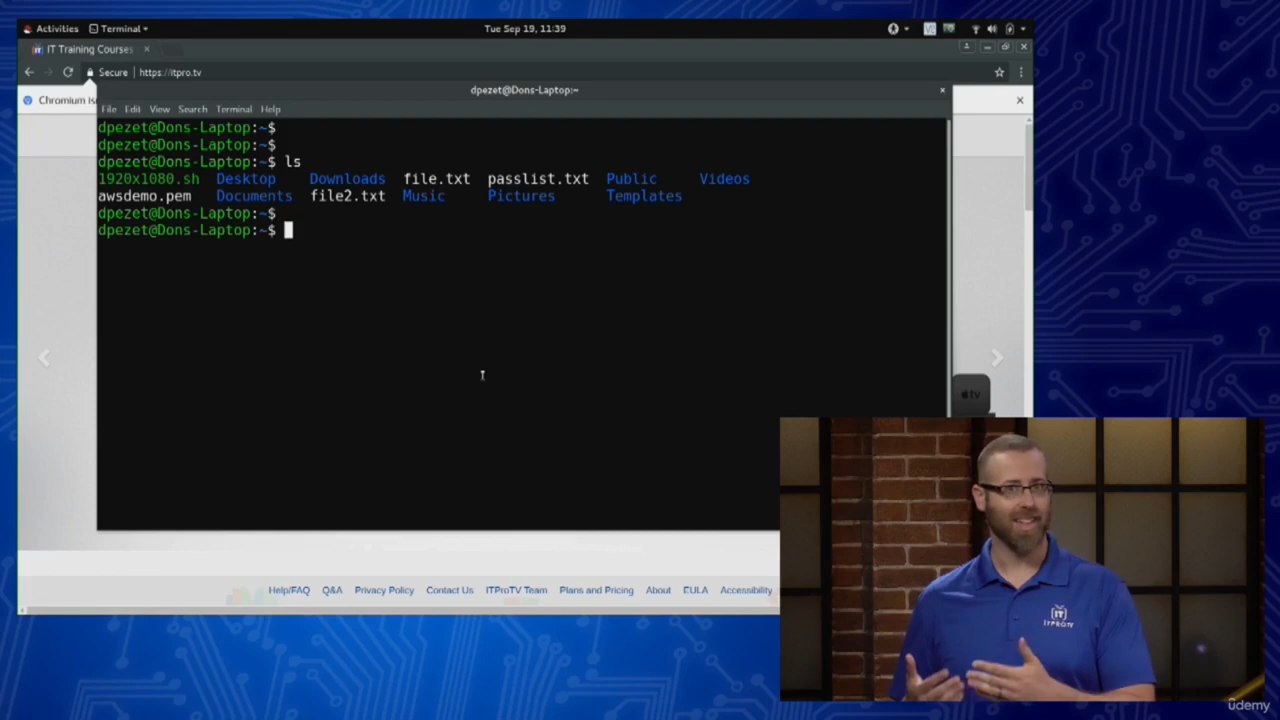 Activities Terminal Tue Sep 19, 11:39
IT Training Courses
Secure https://itpro.tv
Chromium is
dpezet@Dons-Laptop:~
File Edit View Search Terminal Help
dpezet@Dons-Laptop:~$
dpezet@Dons-Laptop:~$
dpezet@Dons-Laptop:~$ ls
1920x1080.sh Desktop Downloads file.txt passlist.txt Public Videos
awsdemo.pem Documents file2.txt Music Pictures Templates
dpezet@Dons-Laptop:~$
dpezet@Dons-Laptop:~$
tv
Help/FAQ Q&A Privacy Policy Contact Us ITProTV Team Plans and Pricing About EULA Accessibility
IT
ITPROTV
udemy